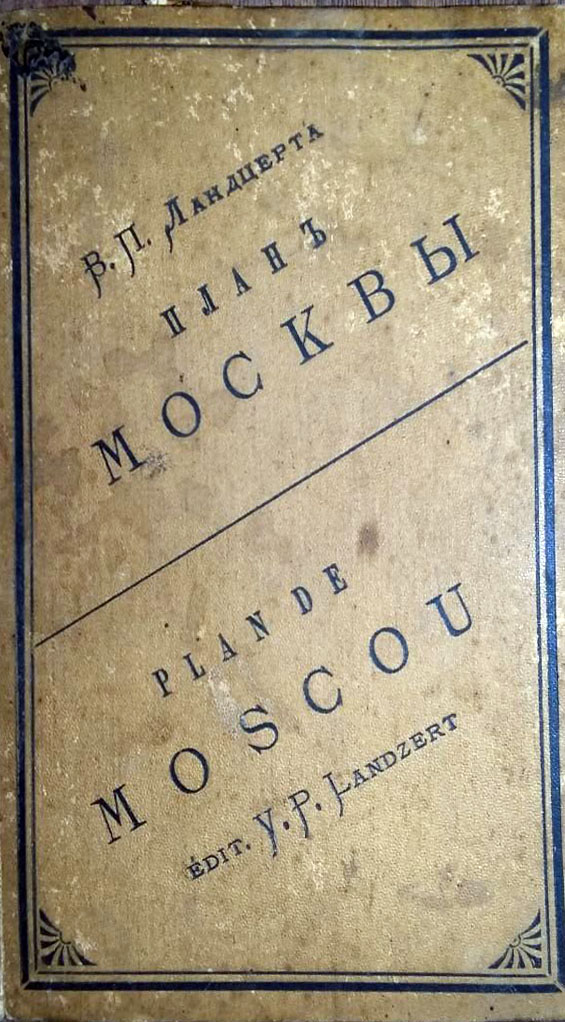 В. П. Ландцерта
ПЛАНЪ
МОСКВЫ
PLAN DE
MOSCOU
ÉDIT. Y. P. LANDZERT